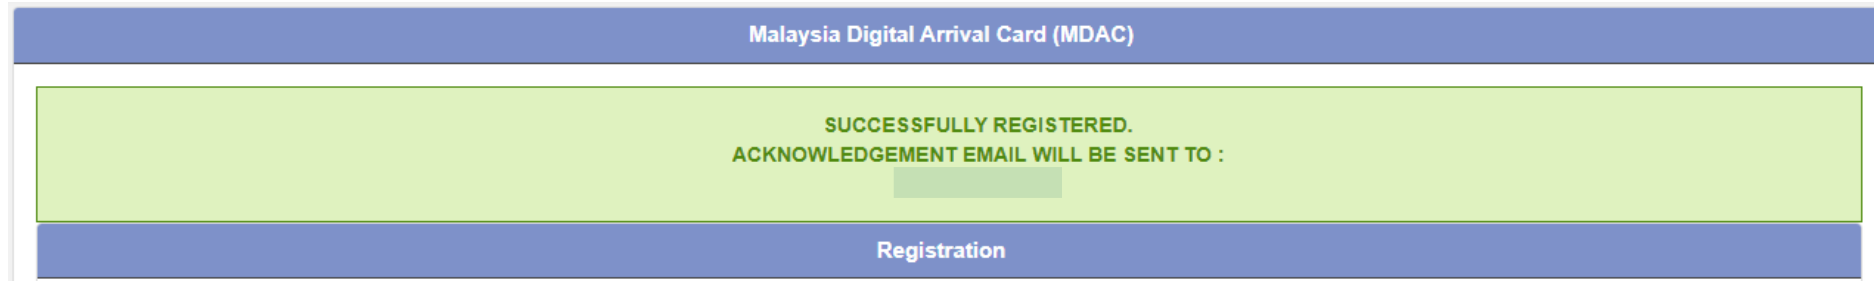 Malaysia Digital Arrival Card (MDAC)
SUCCESSFULLY REGISTERED.
ACKNOWLEDGEMENT EMAIL WILL BE SENT TO :
Registration